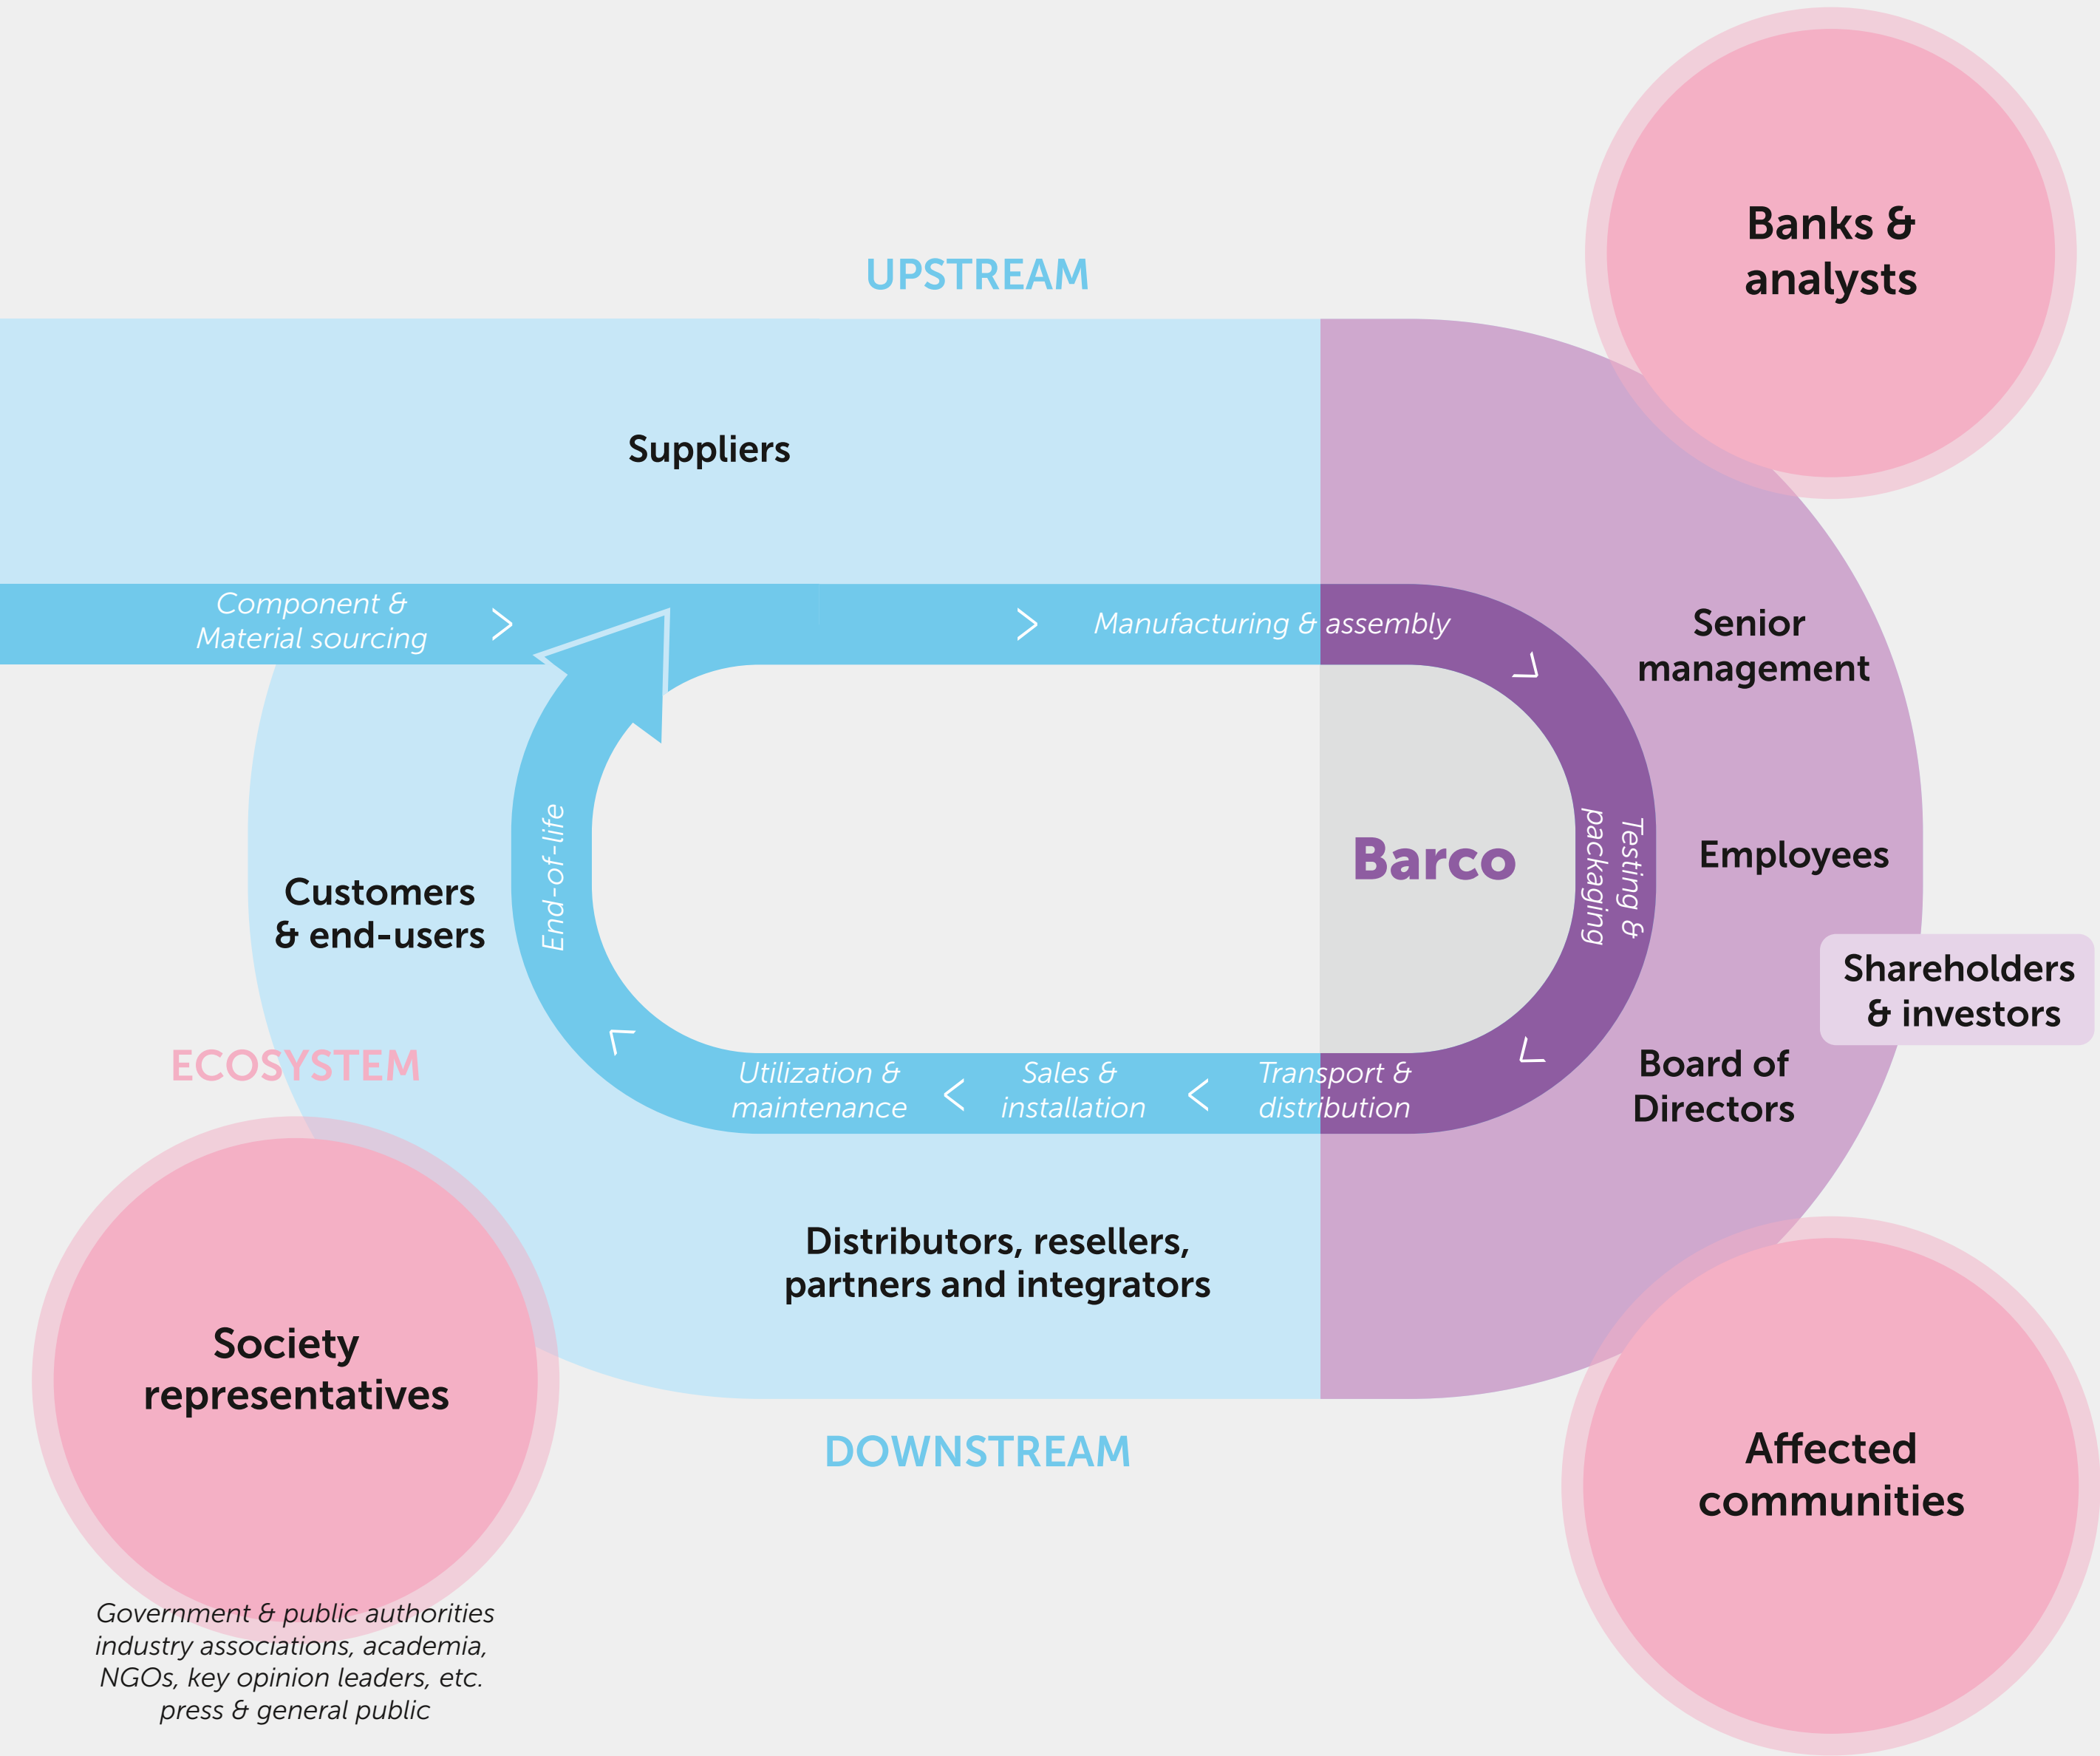 Banks &
analysts
UPSTREAM
Suppliers
Component &
Material sourcing
>
>
Manufacturing & assembly
>
Senior
management
Employees
Testing &
packaging
Barco
Shareholders
& investors
Board of
Directors
>
Transport &
distribution
<
Sales &
installation
<
Utilization &
maintenance
<
End-of-life
Customers
& end-users
Distributors, resellers,
partners and integrators
DOWNSTREAM
ECOSYSTEM
Society
representatives
Government & public authorities
industry associations, academia,
NGOs, key opinion leaders, etc.
press & general public
Affected
communities